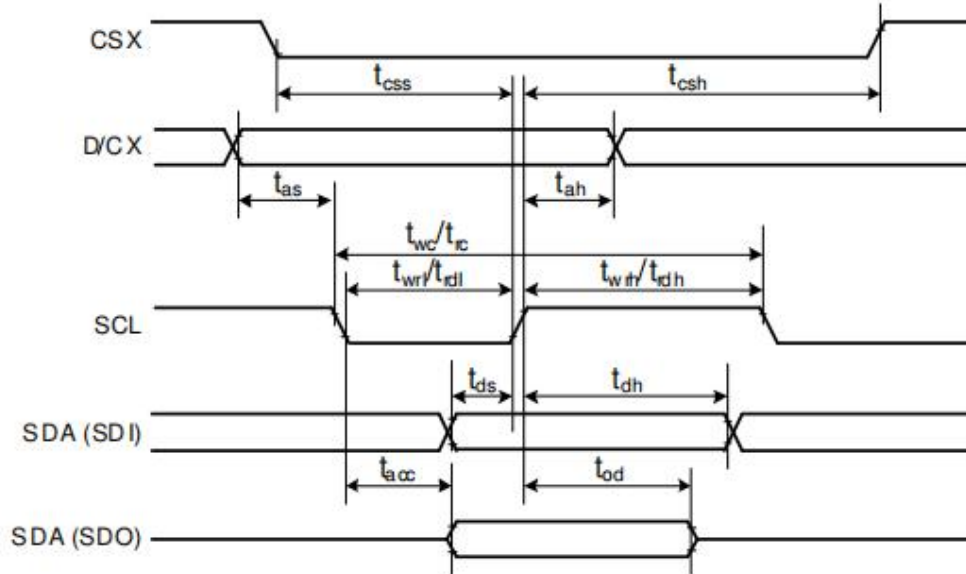 CSX
tcss
tcsh
D/CX
tas
tah
twc/trc
twrl/trdl
twrh/trdh
SCL
tds
tdh
SDA (SDI)
tacc
tod
SDA (SDO)